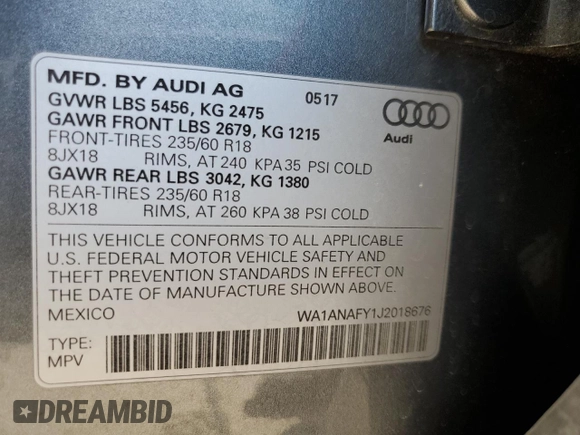 MFD. BY AUDI AG 0517
GVWR LBS 5456, KG 2475
GAWR FRONT LBS 2679, KG 1215
FRONT-TIRES 235/60 R18
8JX18 RIMS, AT 240 KPA 35 PSI COLD
GAWR REAR LBS 3042, KG 1380
REAR-TIRES 235/60 R18
8JX18 RIMS, AT 260 KPA 38 PSI COLD
Audi
THIS VEHICLE CONFORMS TO ALL APPLICABLE
U.S. FEDERAL MOTOR VEHICLE SAFETY AND
THEFT PREVENTION STANDARDS IN EFFECT ON
THE DATE OF MANUFACTURE SHOWN ABOVE.
MEXICO WA1ANAFY1J2018676
TYPE:
MPV
DREAMBID